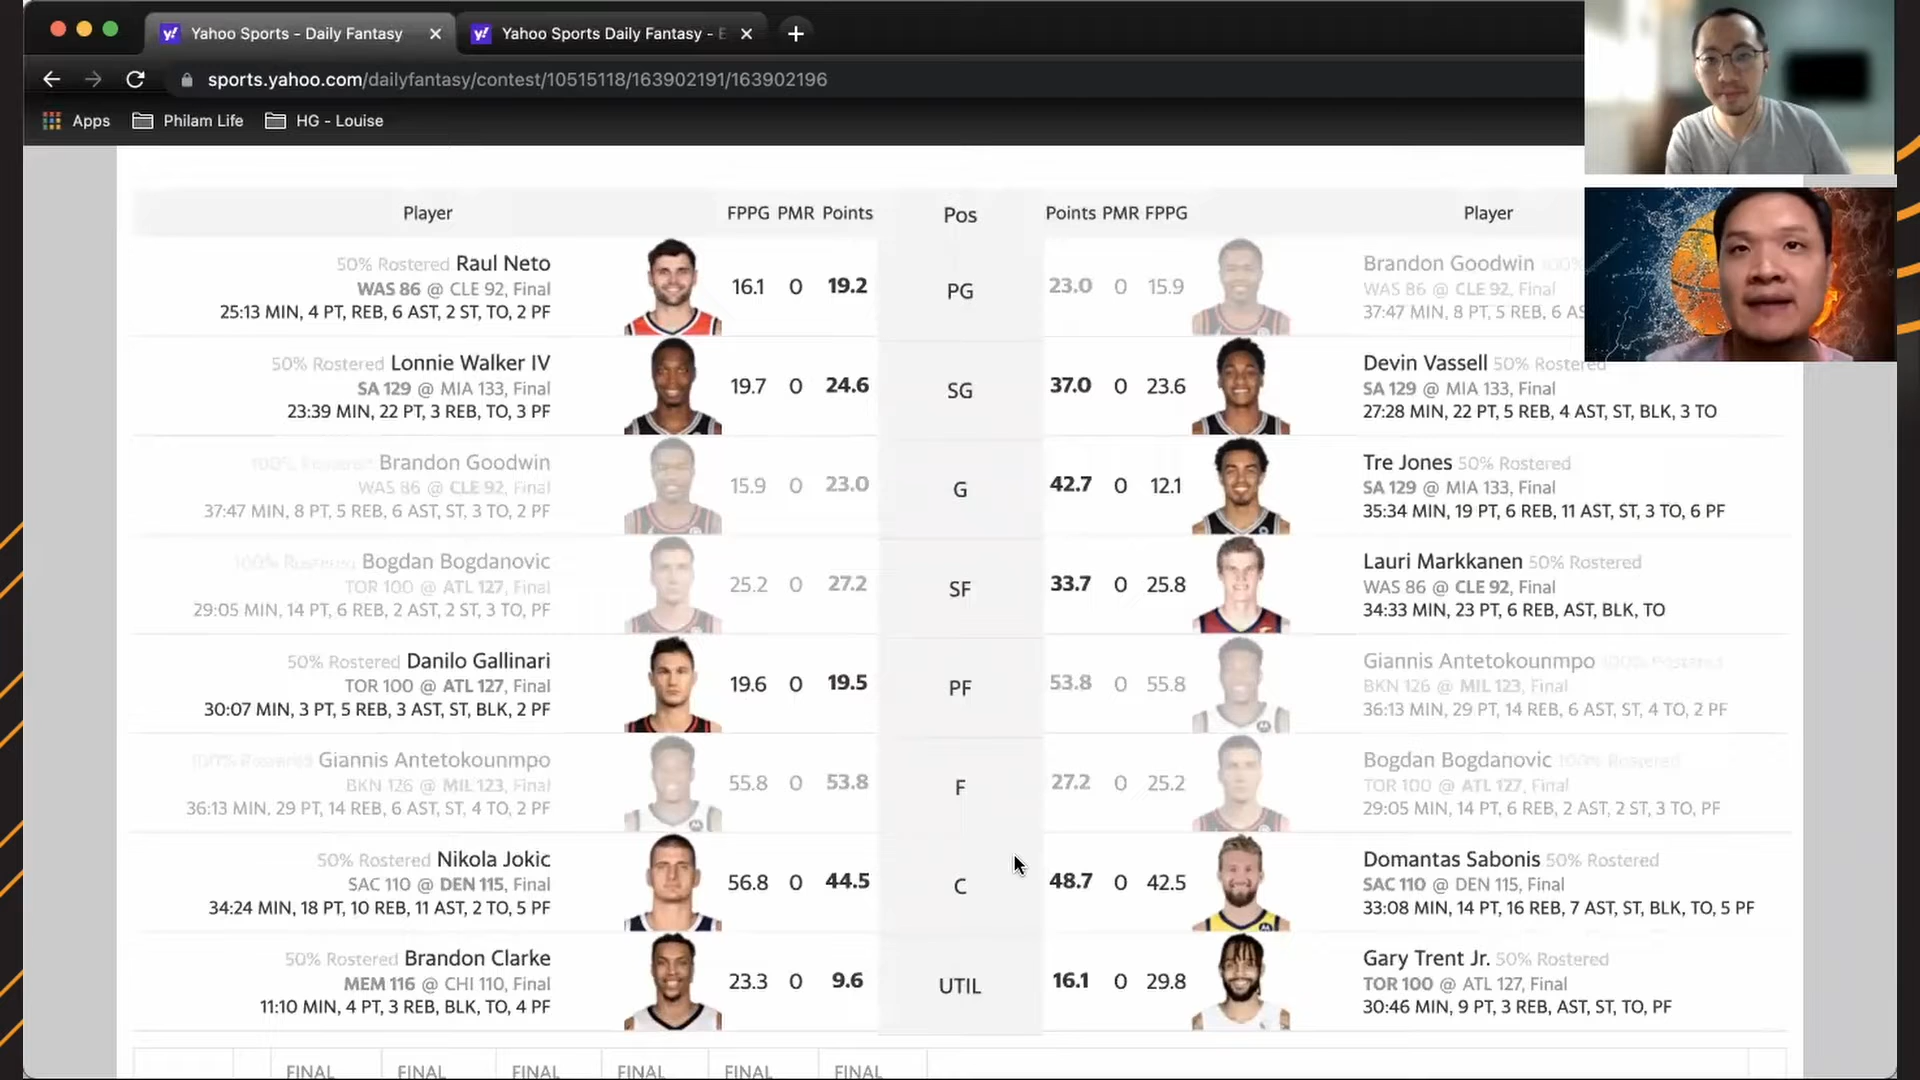 Yahoo Sports - Daily Fantasy
Yahoo Sports Daily Fantasy -
sports.yahoo.com/dailyfantasy/contest/10515118/163902191/163902196
Apps
Philam Life
HG - Louise
Player FPPG PMR Points Pos Points PMR FPPG Player
50% Rostered Raul Neto
WAS 86 @ CLE 92, Final
25:13 MIN, 4 PT, REB, 6 AST, 2 ST, TO, 2 PF
16.1 0 19.2 PG 23.0 0 15.9
Brandon Goodwin 100%
WAS 86 @ CLE 92, Final
37:47 MIN, 8 PT, 5 REB, 6 AS
50% Rostered Lonnie Walker IV
SA 129 @ MIA 133, Final
23:39 MIN, 22 PT, 3 REB, TO, 3 PF
19.7 0 24.6 SG 37.0 0 23.6
Devin Vassell 50% Rostered
SA 129 @ MIA 133, Final
27:28 MIN, 22 PT, 5 REB, 4 AST, ST, BLK, 3 TO
100% Rostered Brandon Goodwin
WAS 86 @ CLE 92, Final
37:47 MIN, 8 PT, 5 REB, 6 AST, ST, 3 TO, 2 PF
15.9 0 23.0 G 42.7 0 12.1
Tre Jones 50% Rostered
SA 129 @ MIA 133, Final
35:34 MIN, 19 PT, 6 REB, 11 AST, ST, 3 TO, 6 PF
100% Rostered Bogdan Bogdanovic
TOR 100 @ ATL 127, Final
29:05 MIN, 14 PT, 6 REB, 2 AST, 2 ST, 3 TO, PF
25.2 0 27.2 SF 33.7 0 25.8
Lauri Markkanen 50% Rostered
WAS 86 @ CLE 92, Final
34:33 MIN, 23 PT, 6 REB, AST, BLK, TO
50% Rostered Danilo Gallinari
TOR 100 @ ATL 127, Final
30:07 MIN, 3 PT, 5 REB, 3 AST, ST, BLK, 2 PF
19.6 0 19.5 PF 53.8 0 55.8
Giannis Antetokounmpo 100% Rostered
BKN 126 @ MIL 123, Final
36:13 MIN, 29 PT, 14 REB, 6 AST, ST, 4 TO, 2 PF
100% Rostered Giannis Antetokounmpo
BKN 126 @ MIL 123, Final
36:13 MIN, 29 PT, 14 REB, 6 AST, ST, 4 TO, 2 PF
55.8 0 53.8 F 27.2 0 25.2
Bogdan Bogdanovic 100% Rostered
TOR 100 @ ATL 127, Final
29:05 MIN, 14 PT, 6 REB, 2 AST, 2 ST, 3 TO, PF
50% Rostered Nikola Jokic
SAC 110 @ DEN 115, Final
34:24 MIN, 18 PT, 10 REB, 11 AST, 2 TO, 5 PF
56.8 0 44.5 C 48.7 0 42.5
Domantas Sabonis 50% Rostered
SAC 110 @ DEN 115, Final
33:08 MIN, 14 PT, 16 REB, 7 AST, ST, BLK, TO, 5 PF
50% Rostered Brandon Clarke
MEM 116 @ CHI 110, Final
11:10 MIN, 4 PT, 3 REB, BLK, TO, 4 PF
23.3 0 9.6 UTIL 16.1 0 29.8
Gary Trent Jr. 50% Rostered
TOR 100 @ ATL 127, Final
30:46 MIN, 9 PT, 3 REB, AST, ST, TO, PF
FINAL FINAL FINAL FINAL FINAL FINAL